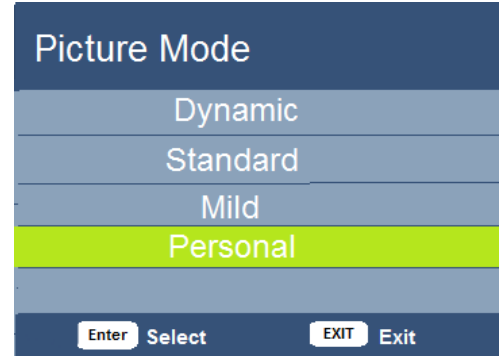 Picture Mode
Dynamic
Standard
Mild
Personal
Enter Select EXIT Exit